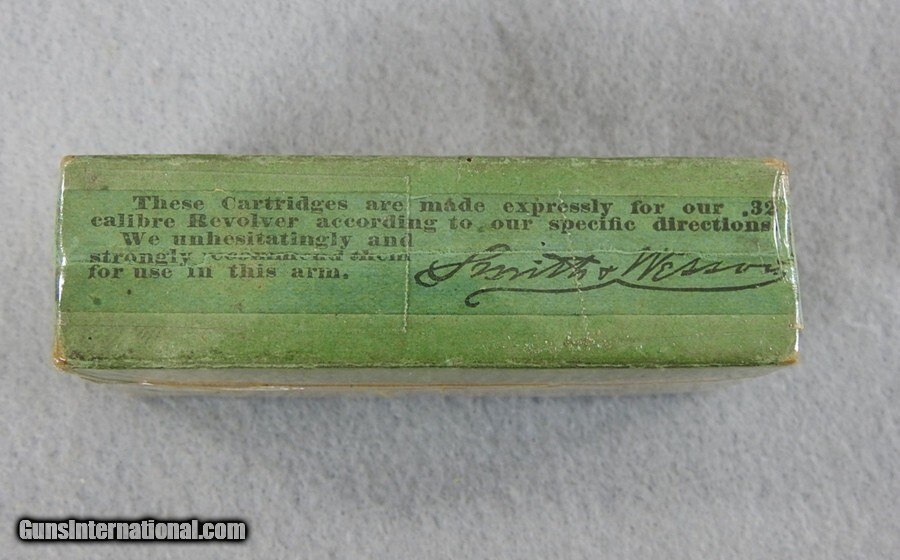 These Cartridges are made expressly for our .32
calibre Revolver according to our specific directions
We unhesitatingly and
strongly recommend them
for use in this arm.
Smith & Wesson
GunsInternational.com